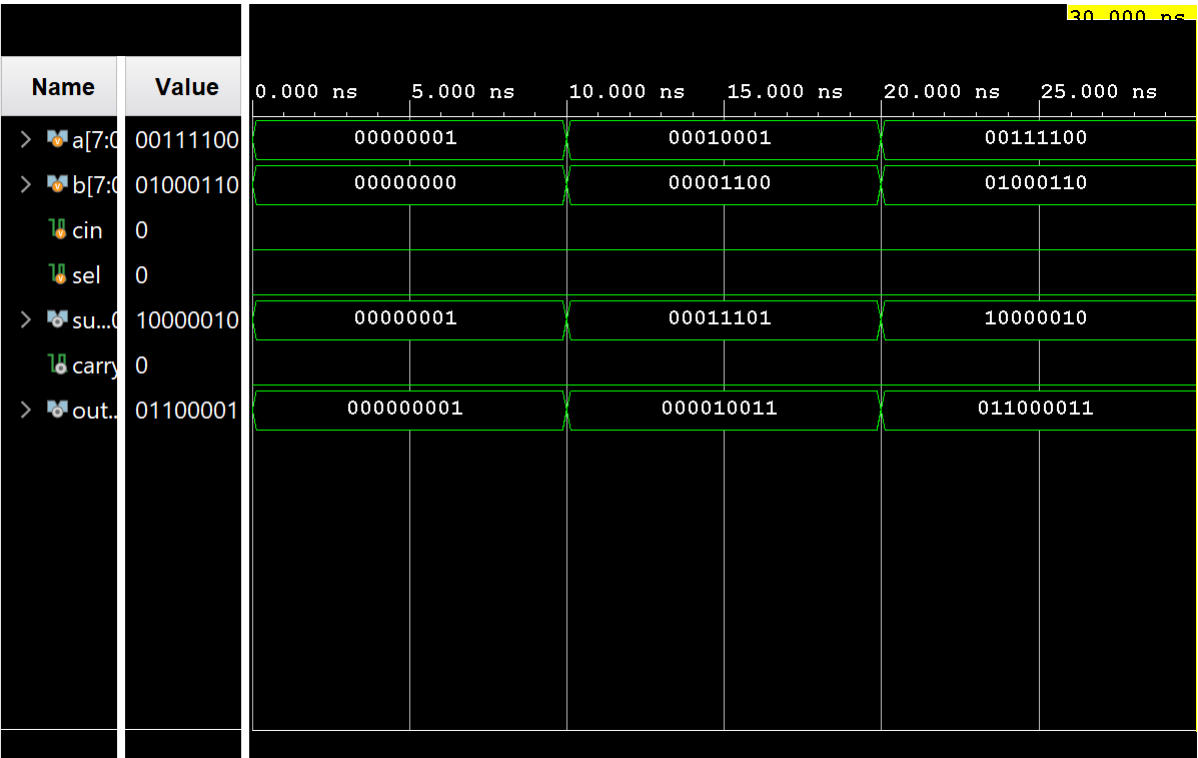 30.000 ns
Name Value 0.000 ns 5.000 ns 10.000 ns 15.000 ns 20.000 ns 25.000 ns
a[7:0 00111100 00000001 00010001 00111100
b[7:0 01000110 00000000 00001100 01000110
cin 0
sel 0
su...0 10000010 00000001 00011101 10000010
carry 0
out.. 01100001 000000001 000010011 011000011